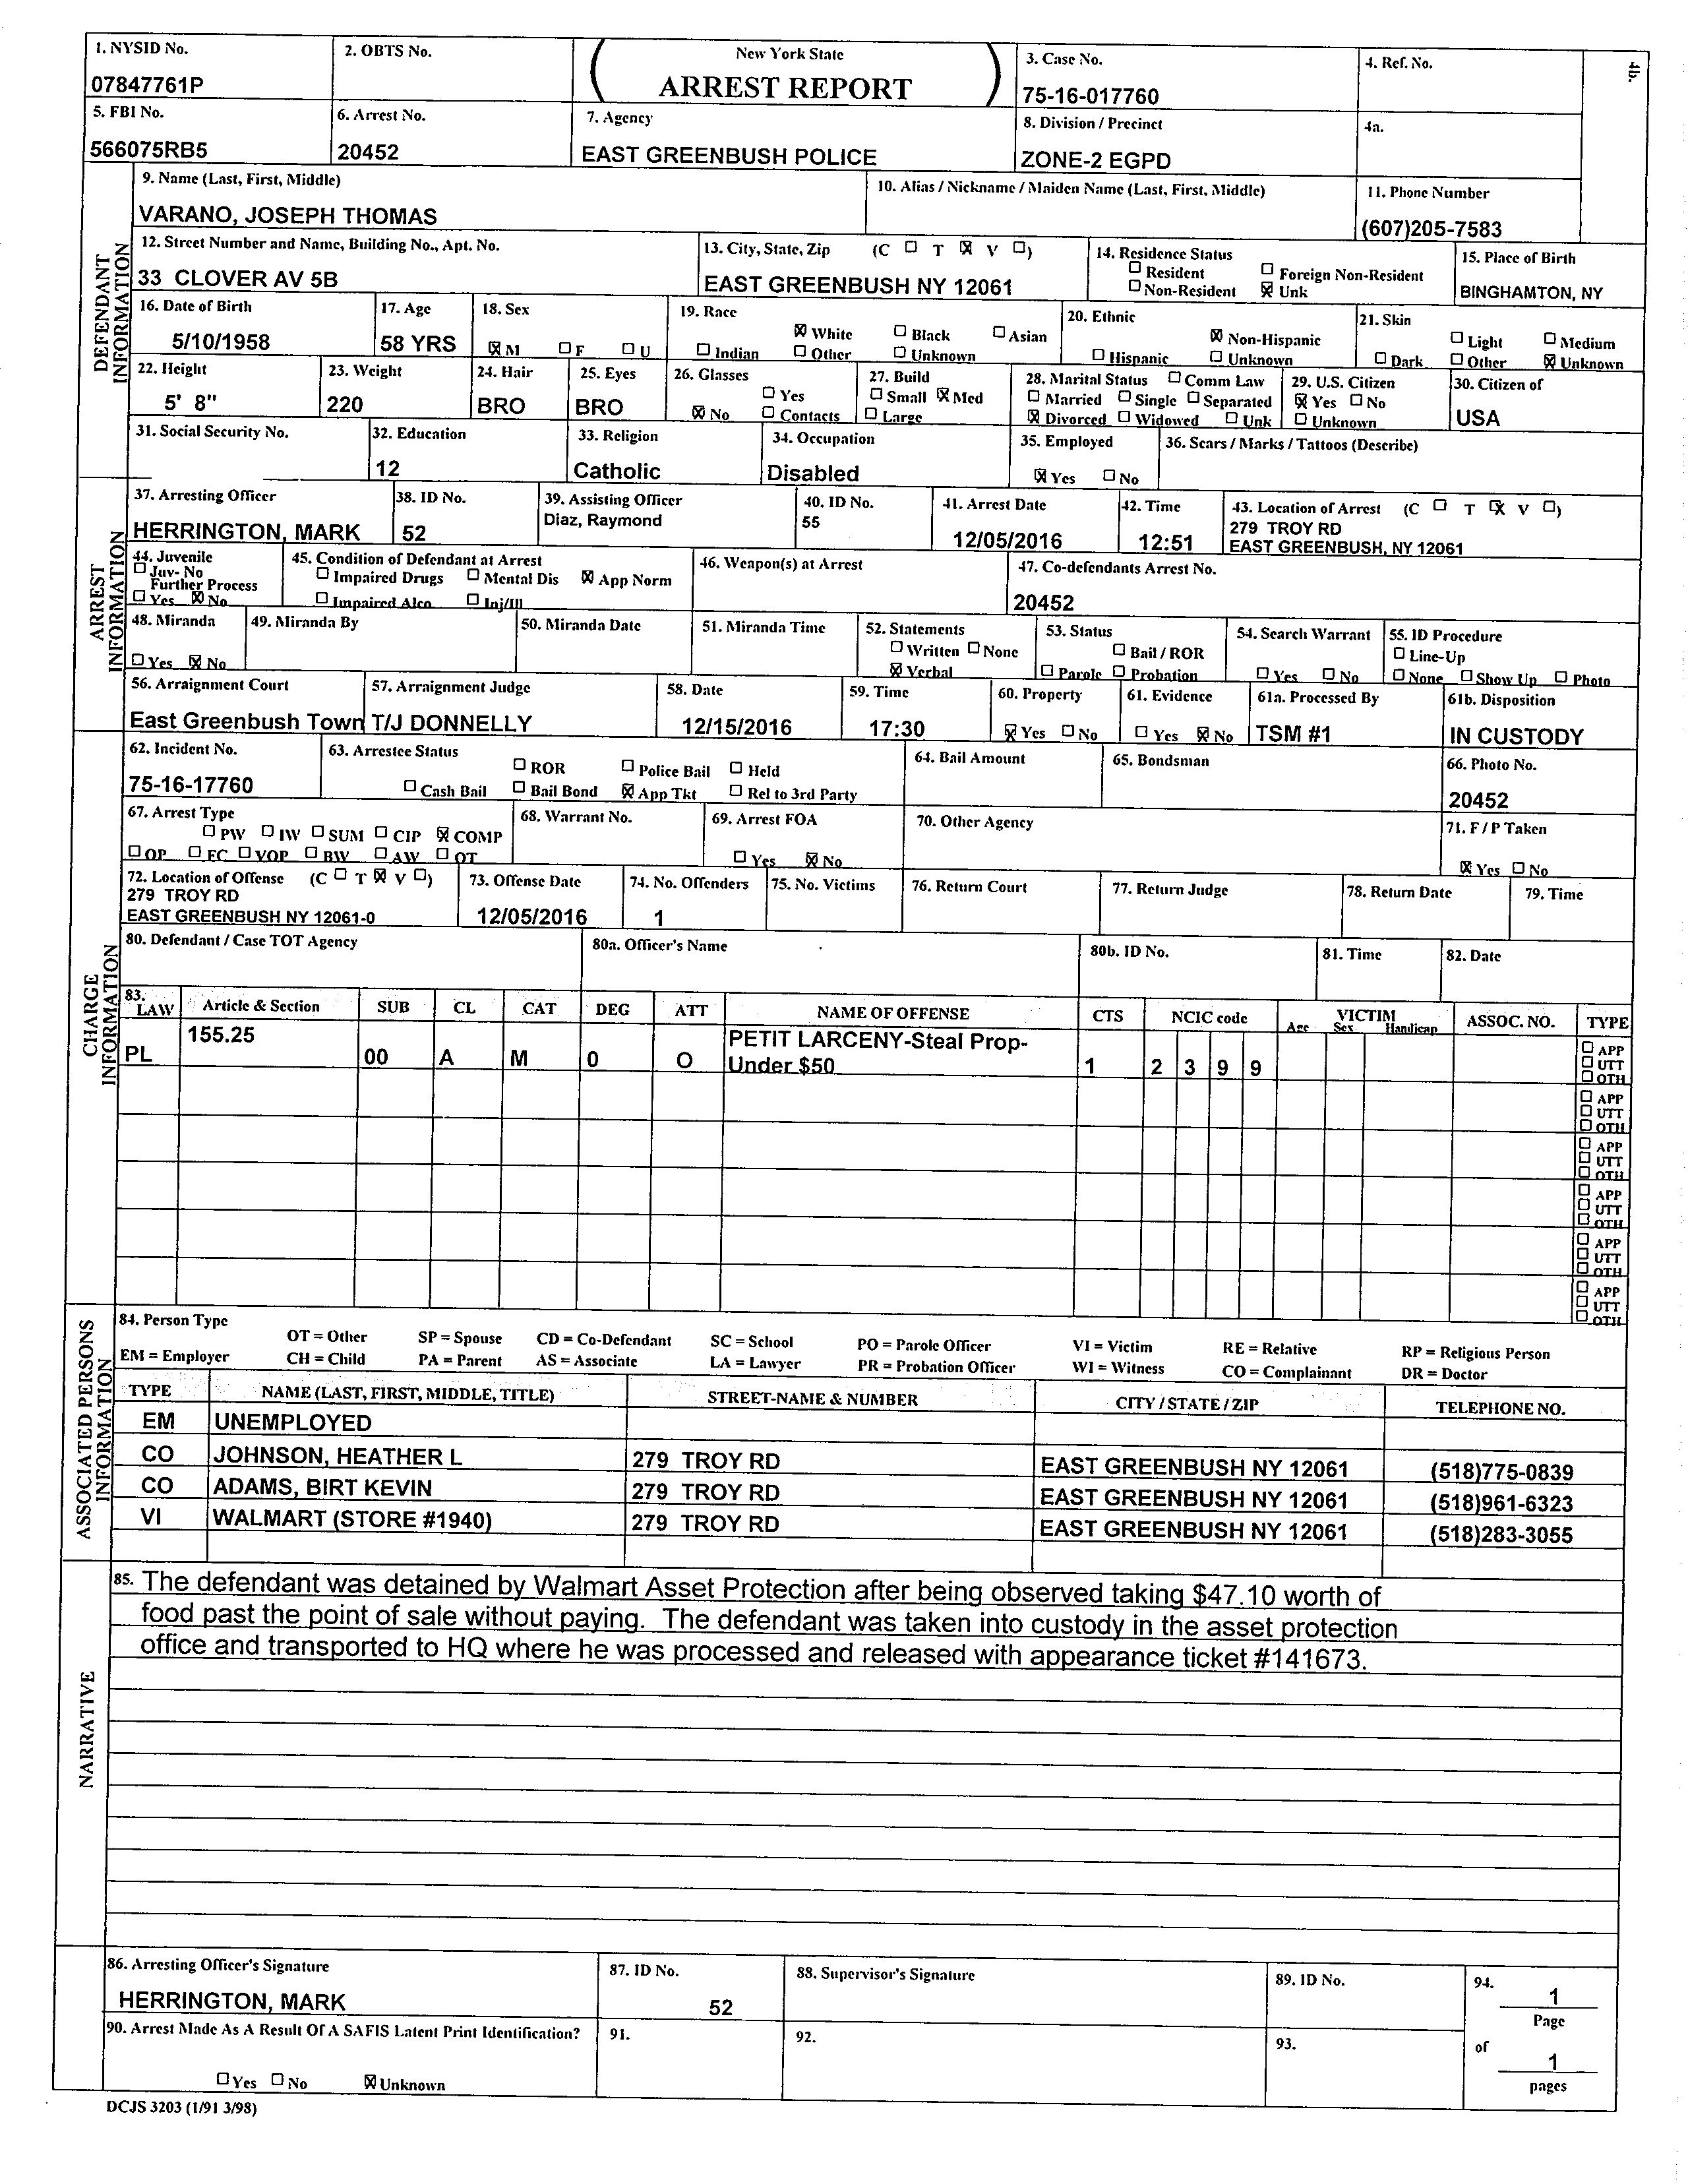 1. NYSID No.
07847761P
2. OBTS No.
New York State
ARREST REPORT
3. Case No.
75-16-017760
4. Ref. No.
4b.
5. FBI No.
566075RB5
6. Arrest No.
20452
7. Agency
EAST GREENBUSH POLICE
8. Division / Precinct
ZONE-2 EGPD
4a.
DEFENDANT INFORMATION
9. Name (Last, First, Middle)
VARANO, JOSEPH THOMAS
10. Alias / Nickname / Maiden Name (Last, First, Middle)
11. Phone Number
(607)205-7583
12. Street Number and Name, Building No., Apt. No.
33 CLOVER AV 5B
13. City, State, Zip (C ☐ T ☒ V ☐)
EAST GREENBUSH NY 12061
14. Residence Status
☐ Resident ☐ Foreign Non-Resident
☐ Non-Resident ☒ Unk
15. Place of Birth
BINGHAMTON, NY
16. Date of Birth
5/10/1958
17. Age
58 YRS
18. Sex
☒ M ☐ F ☐ U
19. Race
☒ White ☐ Black ☐ Asian
☐ Indian ☐ Other ☐ Unknown
20. Ethnic
☒ Non-Hispanic
☐ Hispanic ☐ Unknown
21. Skin
☐ Light ☐ Medium
☐ Dark ☐ Other ☒ Unknown
22. Height
5' 8"
23. Weight
220
24. Hair
BRO
25. Eyes
BRO
26. Glasses
☐ Yes
☒ No ☐ Contacts
27. Build
☐ Small ☒ Med
☐ Large
28. Marital Status ☐ Comm Law
☐ Married ☐ Single ☐ Separated
☒ Divorced ☐ Widowed ☐ Unk
29. U.S. Citizen
☒ Yes ☐ No
☐ Unknown
30. Citizen of
USA
31. Social Security No.
32. Education
12
33. Religion
Catholic
34. Occupation
Disabled
35. Employed
☒ Yes ☐ No
36. Scars / Marks / Tattoos (Describe)
ARREST INFORMATION
37. Arresting Officer
HERRINGTON, MARK
38. ID No.
52
39. Assisting Officer
Diaz, Raymond
40. ID No.
55
41. Arrest Date
12/05/2016
42. Time
12:51
43. Location of Arrest (C ☐ T ☒ V ☐)
279 TROY RD
EAST GREENBUSH, NY 12061
44. Juvenile
☐ Juv- No
Further Process
☐ Yes ☒ No
45. Condition of Defendant at Arrest
☐ Impaired Drugs ☐ Mental Dis ☒ App Norm
☐ Impaired Alco ☐ Inj/Ill
46. Weapon(s) at Arrest
47. Co-defendants Arrest No.
20452
48. Miranda
☐ Yes ☒ No
49. Miranda By
50. Miranda Date
51. Miranda Time
52. Statements
☐ Written ☐ None
☒ Verbal
53. Status
☐ Bail / ROR
☐ Parole ☐ Probation
54. Search Warrant
☐ Yes ☐ No
55. ID Procedure
☐ Line-Up
☐ None ☐ Show Up ☐ Photo
56. Arraignment Court
East Greenbush Town
57. Arraignment Judge
T/J DONNELLY
58. Date
12/15/2016
59. Time
17:30
60. Property
☒ Yes ☐ No
61. Evidence
☐ Yes ☒ No
61a. Processed By
TSM #1
61b. Disposition
IN CUSTODY
62. Incident No.
75-16-17760
63. Arrestee Status
☐ ROR ☐ Police Bail ☐ Held
☐ Cash Bail ☐ Bail Bond ☒ App Tkt ☐ Rel to 3rd Party
64. Bail Amount
65. Bondsman
66. Photo No.
20452
67. Arrest Type
☐ PW ☐ IW ☐ SUM ☐ CIP ☒ COMP
☐ OP ☐ FC ☐ VOP ☐ BW ☐ AW ☐ OT
68. Warrant No.
69. Arrest FOA
☐ Yes ☒ No
70. Other Agency
71. F / P Taken
☒ Yes ☐ No
CHARGE INFORMATION
72. Location of Offense (C ☐ T ☒ V ☐)
279 TROY RD
EAST GREENBUSH NY 12061-0
73. Offense Date
12/05/2016
74. No. Offenders
1
75. No. Victims
76. Return Court
77. Return Judge
78. Return Date
79. Time
80. Defendant / Case TOT Agency
80a. Officer's Name
80b. ID No.
81. Time
82. Date
83. LAW Article & Section SUB CL CAT DEG ATT NAME OF OFFENSE CTS NCIC code VICTIM Age Sex Handicap ASSOC. NO. TYPE
PL 155.25 00 A M 0 O PETIT LARCENY-Steal Prop-
Under $50 1 2 3 9 9
☐ APP
☐ UTT
☐ OTH
☐ APP
☐ UTT
☐ OTH
☐ APP
☐ UTT
☐ OTH
☐ APP
☐ UTT
☐ OTH
☐ APP
☐ UTT
☐ OTH
☐ APP
☐ UTT
☐ OTH
ASSOCIATED PERSONS INFORMATION
84. Person Type
OT = Other SP = Spouse CD = Co-Defendant SC = School PO = Parole Officer VI = Victim RE = Relative RP = Religious Person
EM = Employer CH = Child PA = Parent AS = Associate LA = Lawyer PR = Probation Officer WI = Witness CO = Complainant DR = Doctor
TYPE NAME (LAST, FIRST, MIDDLE, TITLE) STREET-NAME & NUMBER CITY / STATE / ZIP TELEPHONE NO.
EM UNEMPLOYED
CO JOHNSON, HEATHER L 279 TROY RD EAST GREENBUSH NY 12061 (518)775-0839
CO ADAMS, BIRT KEVIN 279 TROY RD EAST GREENBUSH NY 12061 (518)961-6323
VI WALMART (STORE #1940) 279 TROY RD EAST GREENBUSH NY 12061 (518)283-3055
NARRATIVE
85. The defendant was detained by Walmart Asset Protection after being observed taking $47.10 worth of
food past the point of sale without paying. The defendant was taken into custody in the asset protection
office and transported to HQ where he was processed and released with appearance ticket #141673.
86. Arresting Officer's Signature
HERRINGTON, MARK
87. ID No.
52
88. Supervisor's Signature
89. ID No.
94.
1
Page
of
1
pages
90. Arrest Made As A Result Of A SAFIS Latent Print Identification?
☐ Yes ☐ No ☒ Unknown
91.
92.
93.
DCJS 3203 (1/91 3/98)